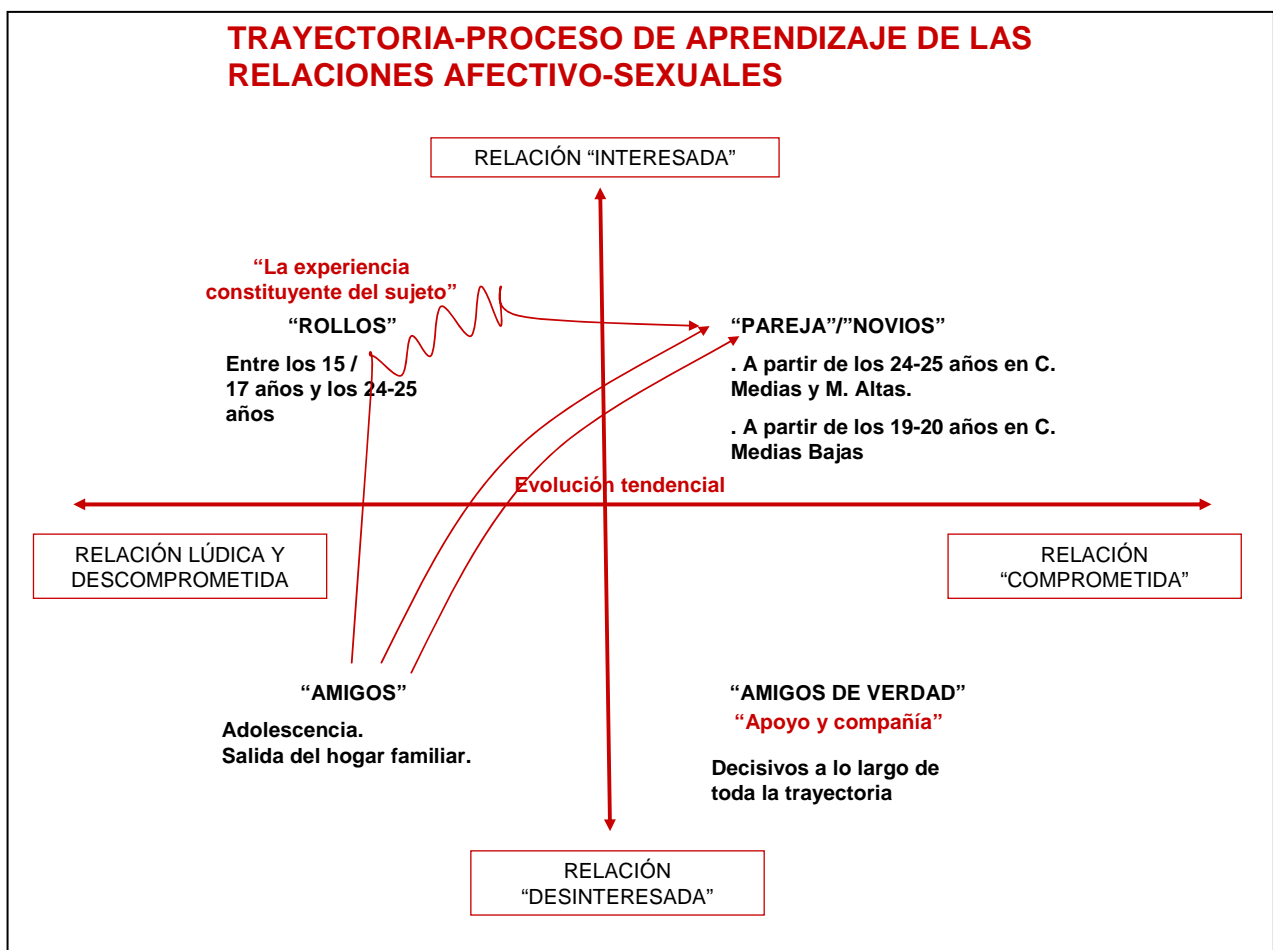 TRAYECTORIA-PROCESO DE APRENDIZAJE DE LAS
RELACIONES AFECTIVO-SEXUALES
RELACIÓN “INTERESADA”
“La experiencia
constituyente del sujeto”
“ROLLOS”
Entre los 15 /
17 años y los 24-25
años
“PAREJA”/”NOVIOS”
. A partir de los 24-25 años en C.
Medias y M. Altas.
. A partir de los 19-20 años en C.
Medias Bajas
Evolución tendencial
RELACIÓN LÚDICA Y
DESCOMPROMETIDA
RELACIÓN
“COMPROMETIDA”
“AMIGOS”
Adolescencia.
Salida del hogar familiar.
“AMIGOS DE VERDAD”
“Apoyo y compañía”
Decisivos a lo largo de
toda la trayectoria
RELACIÓN
“DESINTERESADA”